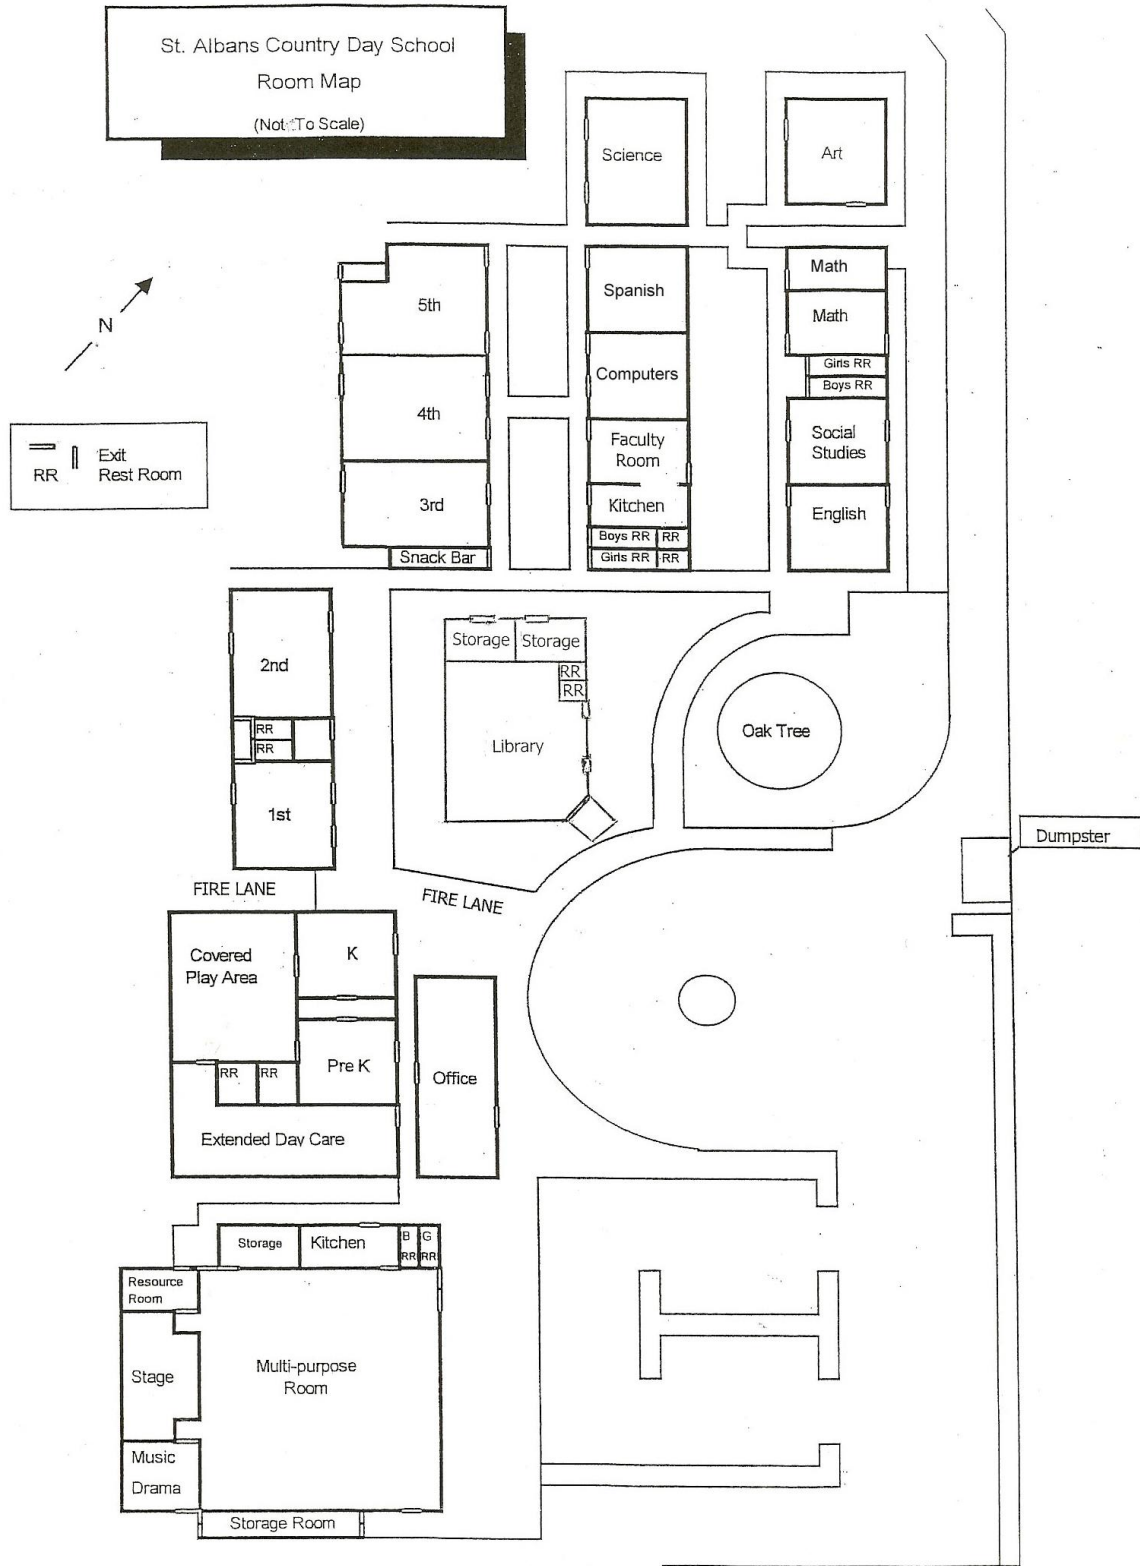 St. Albans Country Day School
Room Map
(Not To Scale)
Science
Art
N
5th
Spanish
Math
Math
4th
Computers
Girls RR
Boys RR
Exit
RR Rest Room
Faculty
Room
Social
Studies
3rd
Kitchen
English
Snack Bar
Boys RR RR
Girls RR RR
2nd
Storage Storage
RR
RR
RR
RR
Library
Oak Tree
1st
Dumpster
FIRE LANE
FIRE LANE
Covered
Play Area
K
RR RR
Pre K
Office
Extended Day Care
Storage
Kitchen
B G
RR RR
Resource
Room
Stage
Multi-purpose
Room
Music
Drama
Storage Room